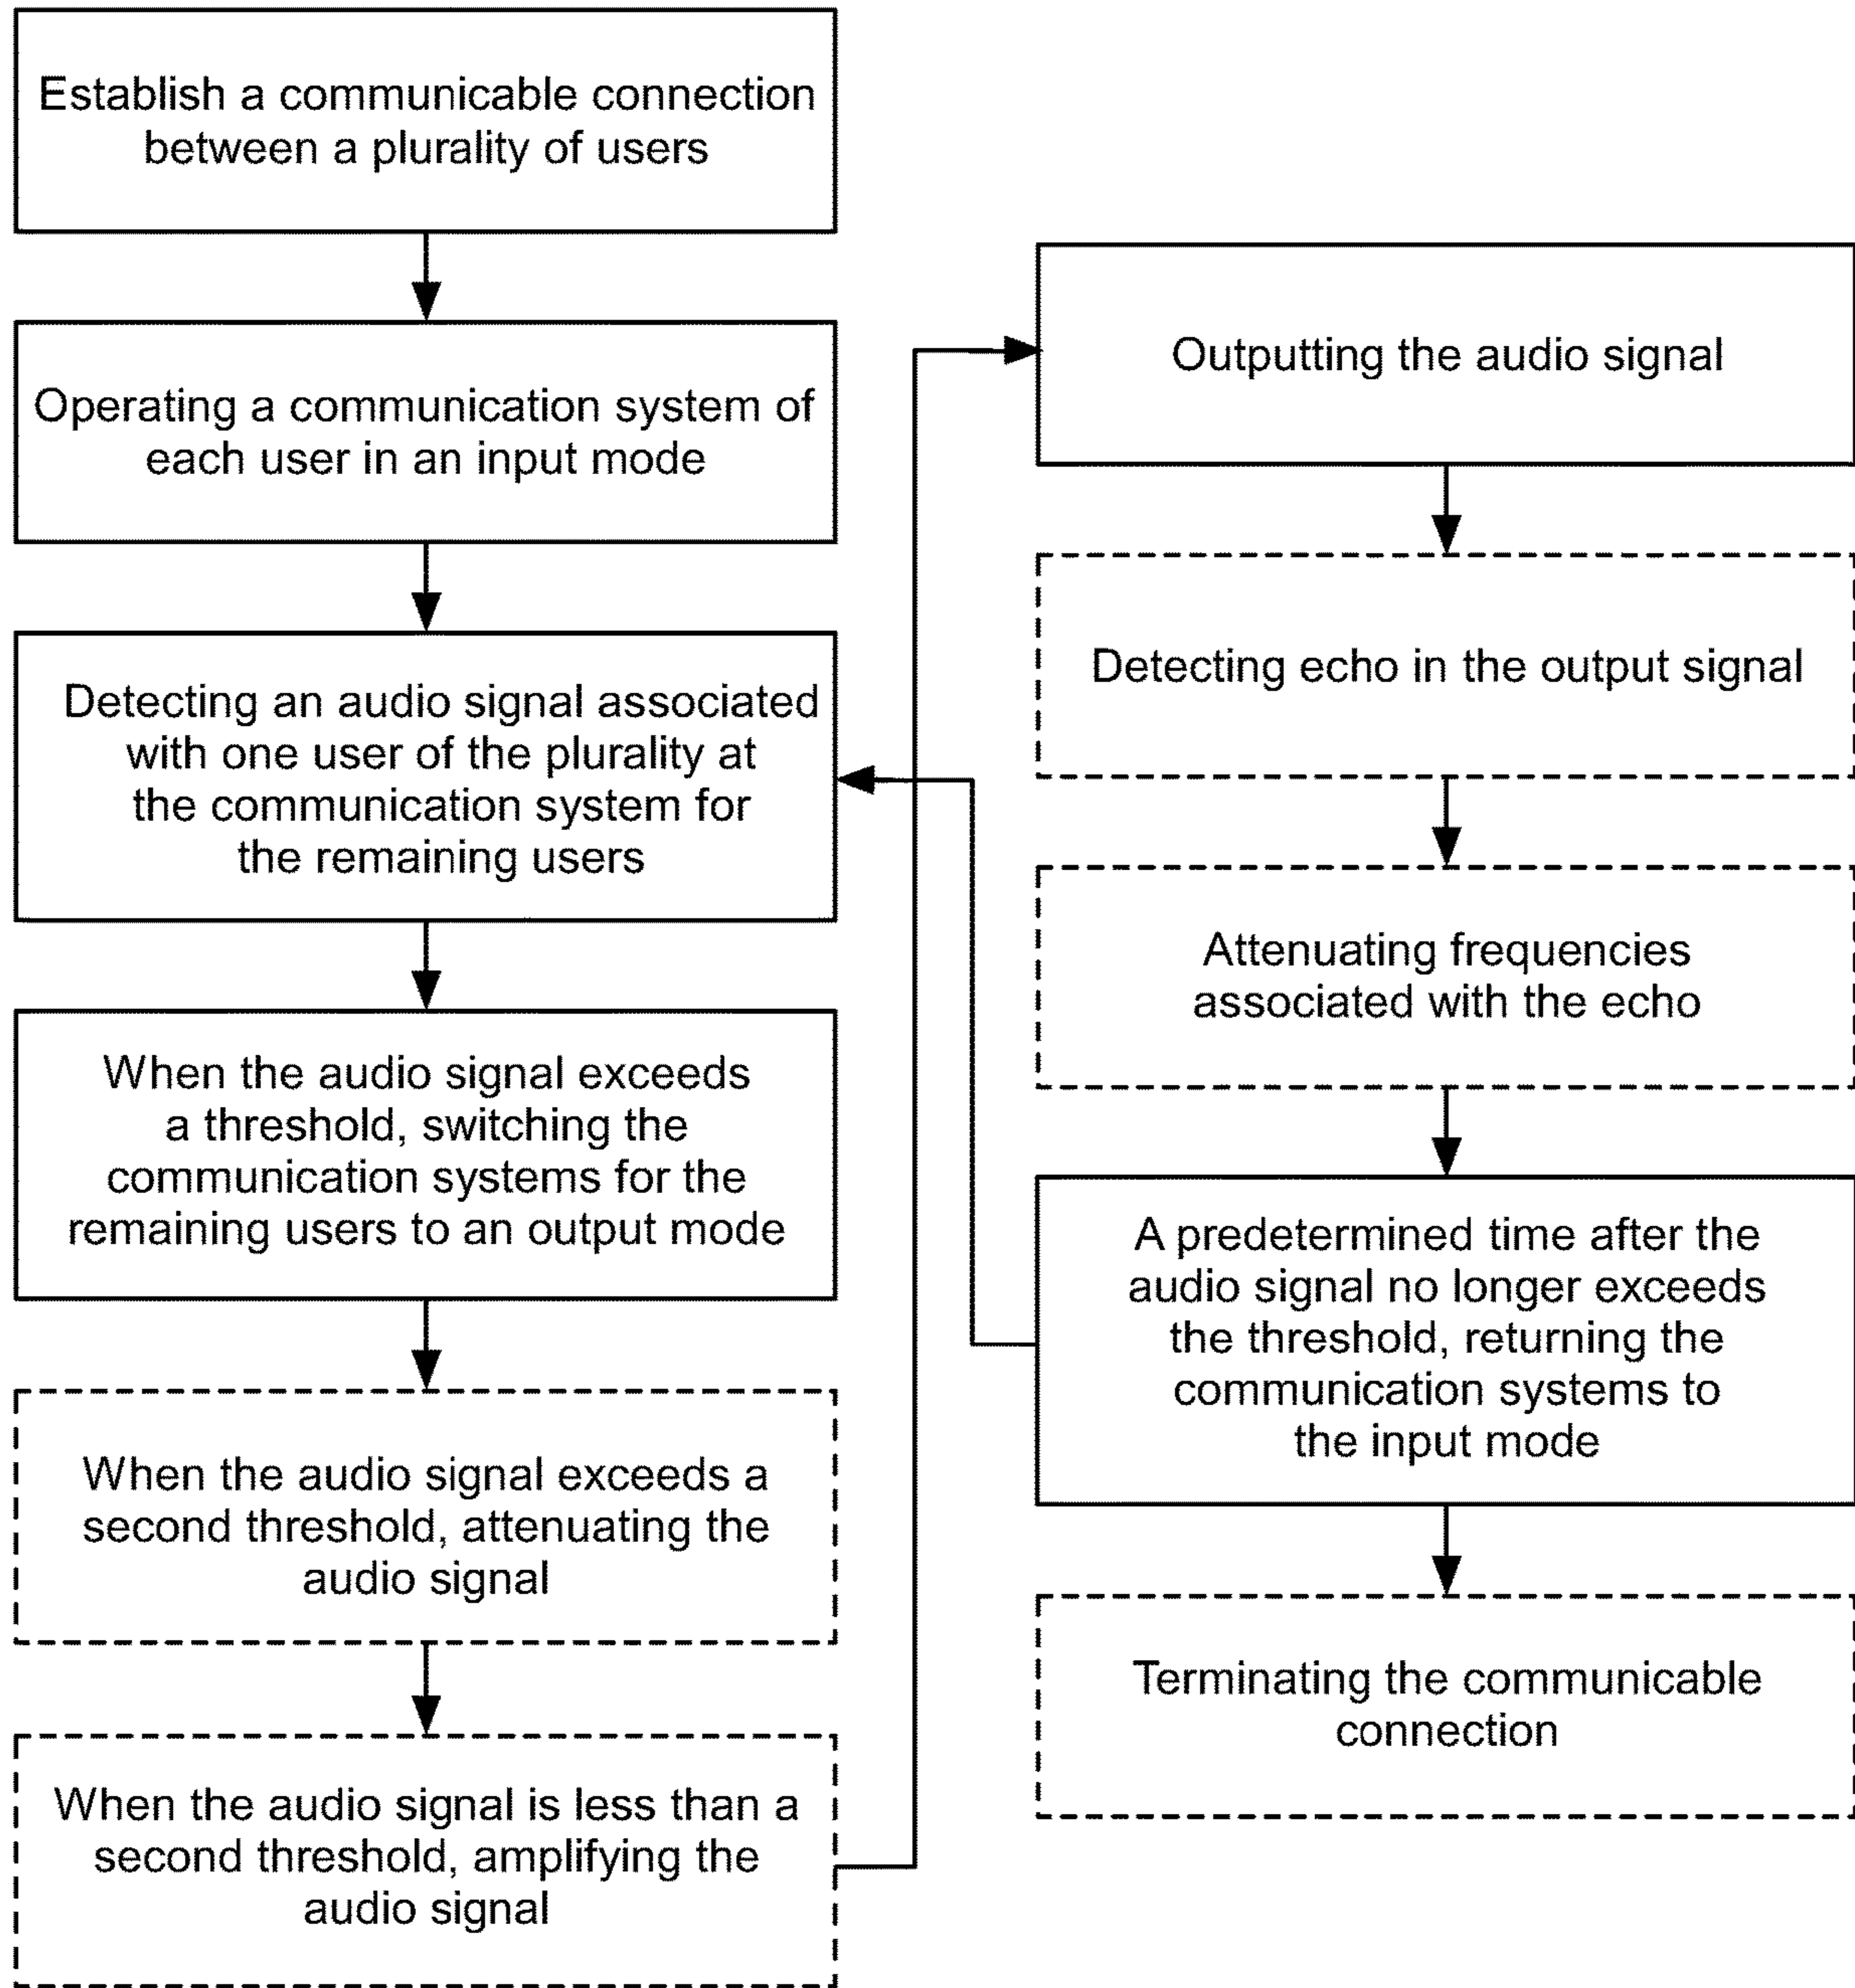 Establish a communicable connection
between a plurality of users
Operating a communication system of
each user in an input mode
Detecting an audio signal associated
with one user of the plurality at
the communication system for
the remaining users
When the audio signal exceeds
a threshold, switching the
communication systems for the
remaining users to an output mode
When the audio signal exceeds a
second threshold, attenuating the
audio signal
When the audio signal is less than a
second threshold, amplifying the
audio signal
Outputting the audio signal
Detecting echo in the output signal
Attenuating frequencies
associated with the echo
A predetermined time after the
audio signal no longer exceeds
the threshold, returning the
communication systems to
the input mode
Terminating the communicable
connection